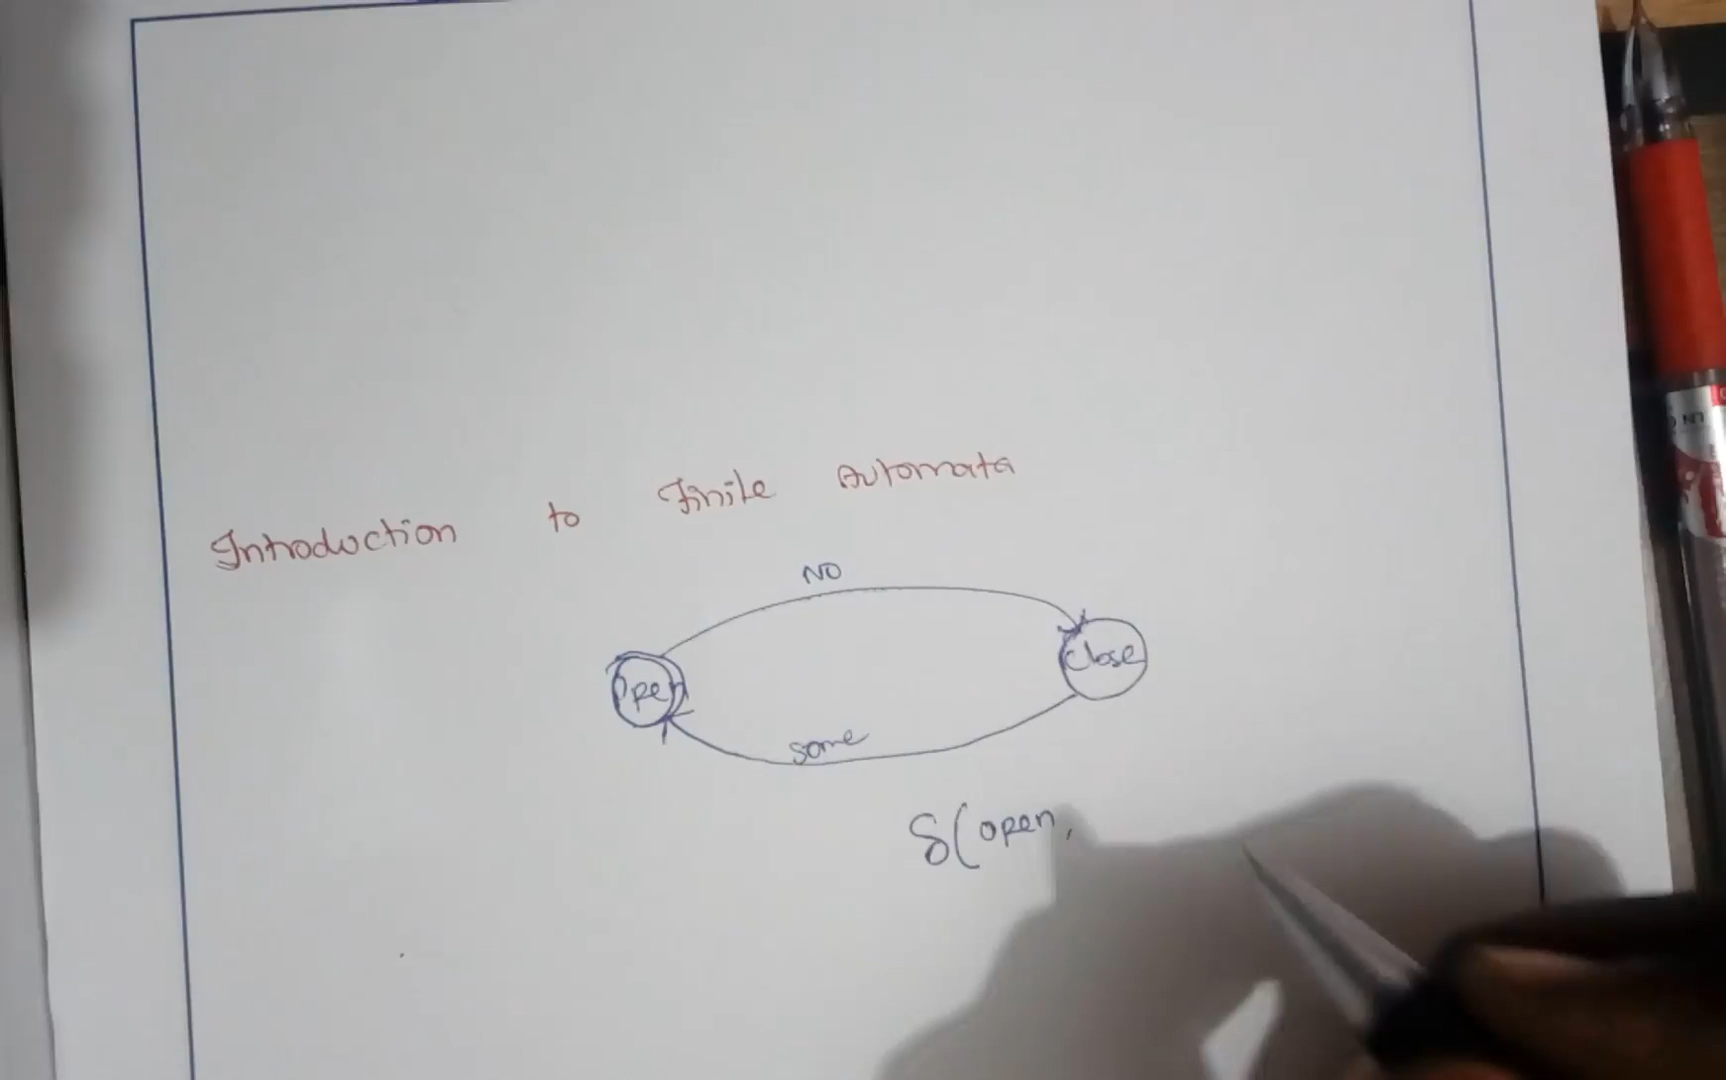 Introduction to Finite Automata
NO
Open
Close
some
δ(open,